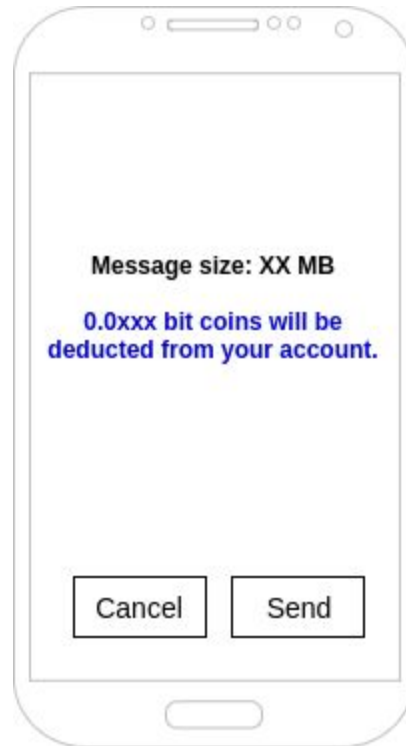 Message size: XX MB
0.0xxx bit coins will be
deducted from your account.
Cancel
Send